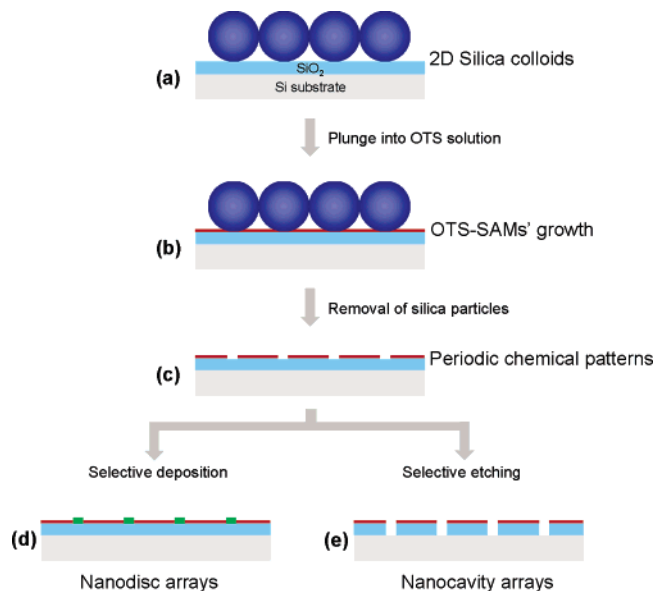 2D Silica colloids
(a)
SiO₂
Si substrate
Plunge into OTS solution
(b)
OTS-SAMs' growth
Removal of silica particles
(c)
Periodic chemical patterns
Selective deposition
Selective etching
(d)
(e)
Nanodisc arrays
Nanocavity arrays